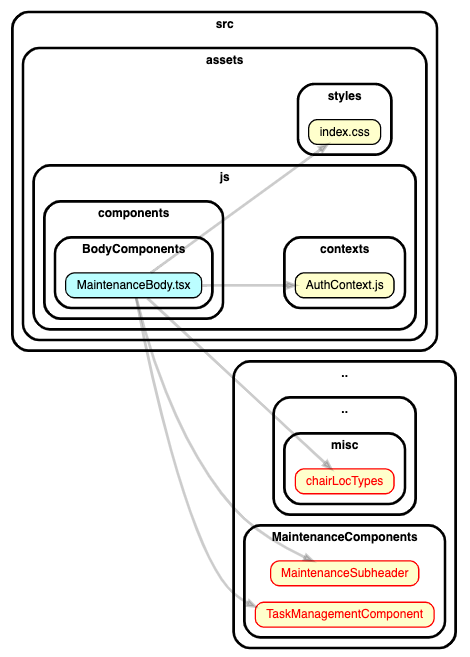 src
assets
styles
index.css
js
components
BodyComponents
MaintenanceBody.tsx
contexts
AuthContext.js
..
..
misc
chairLocTypes
MaintenanceComponents
MaintenanceSubheader
TaskManagementComponent